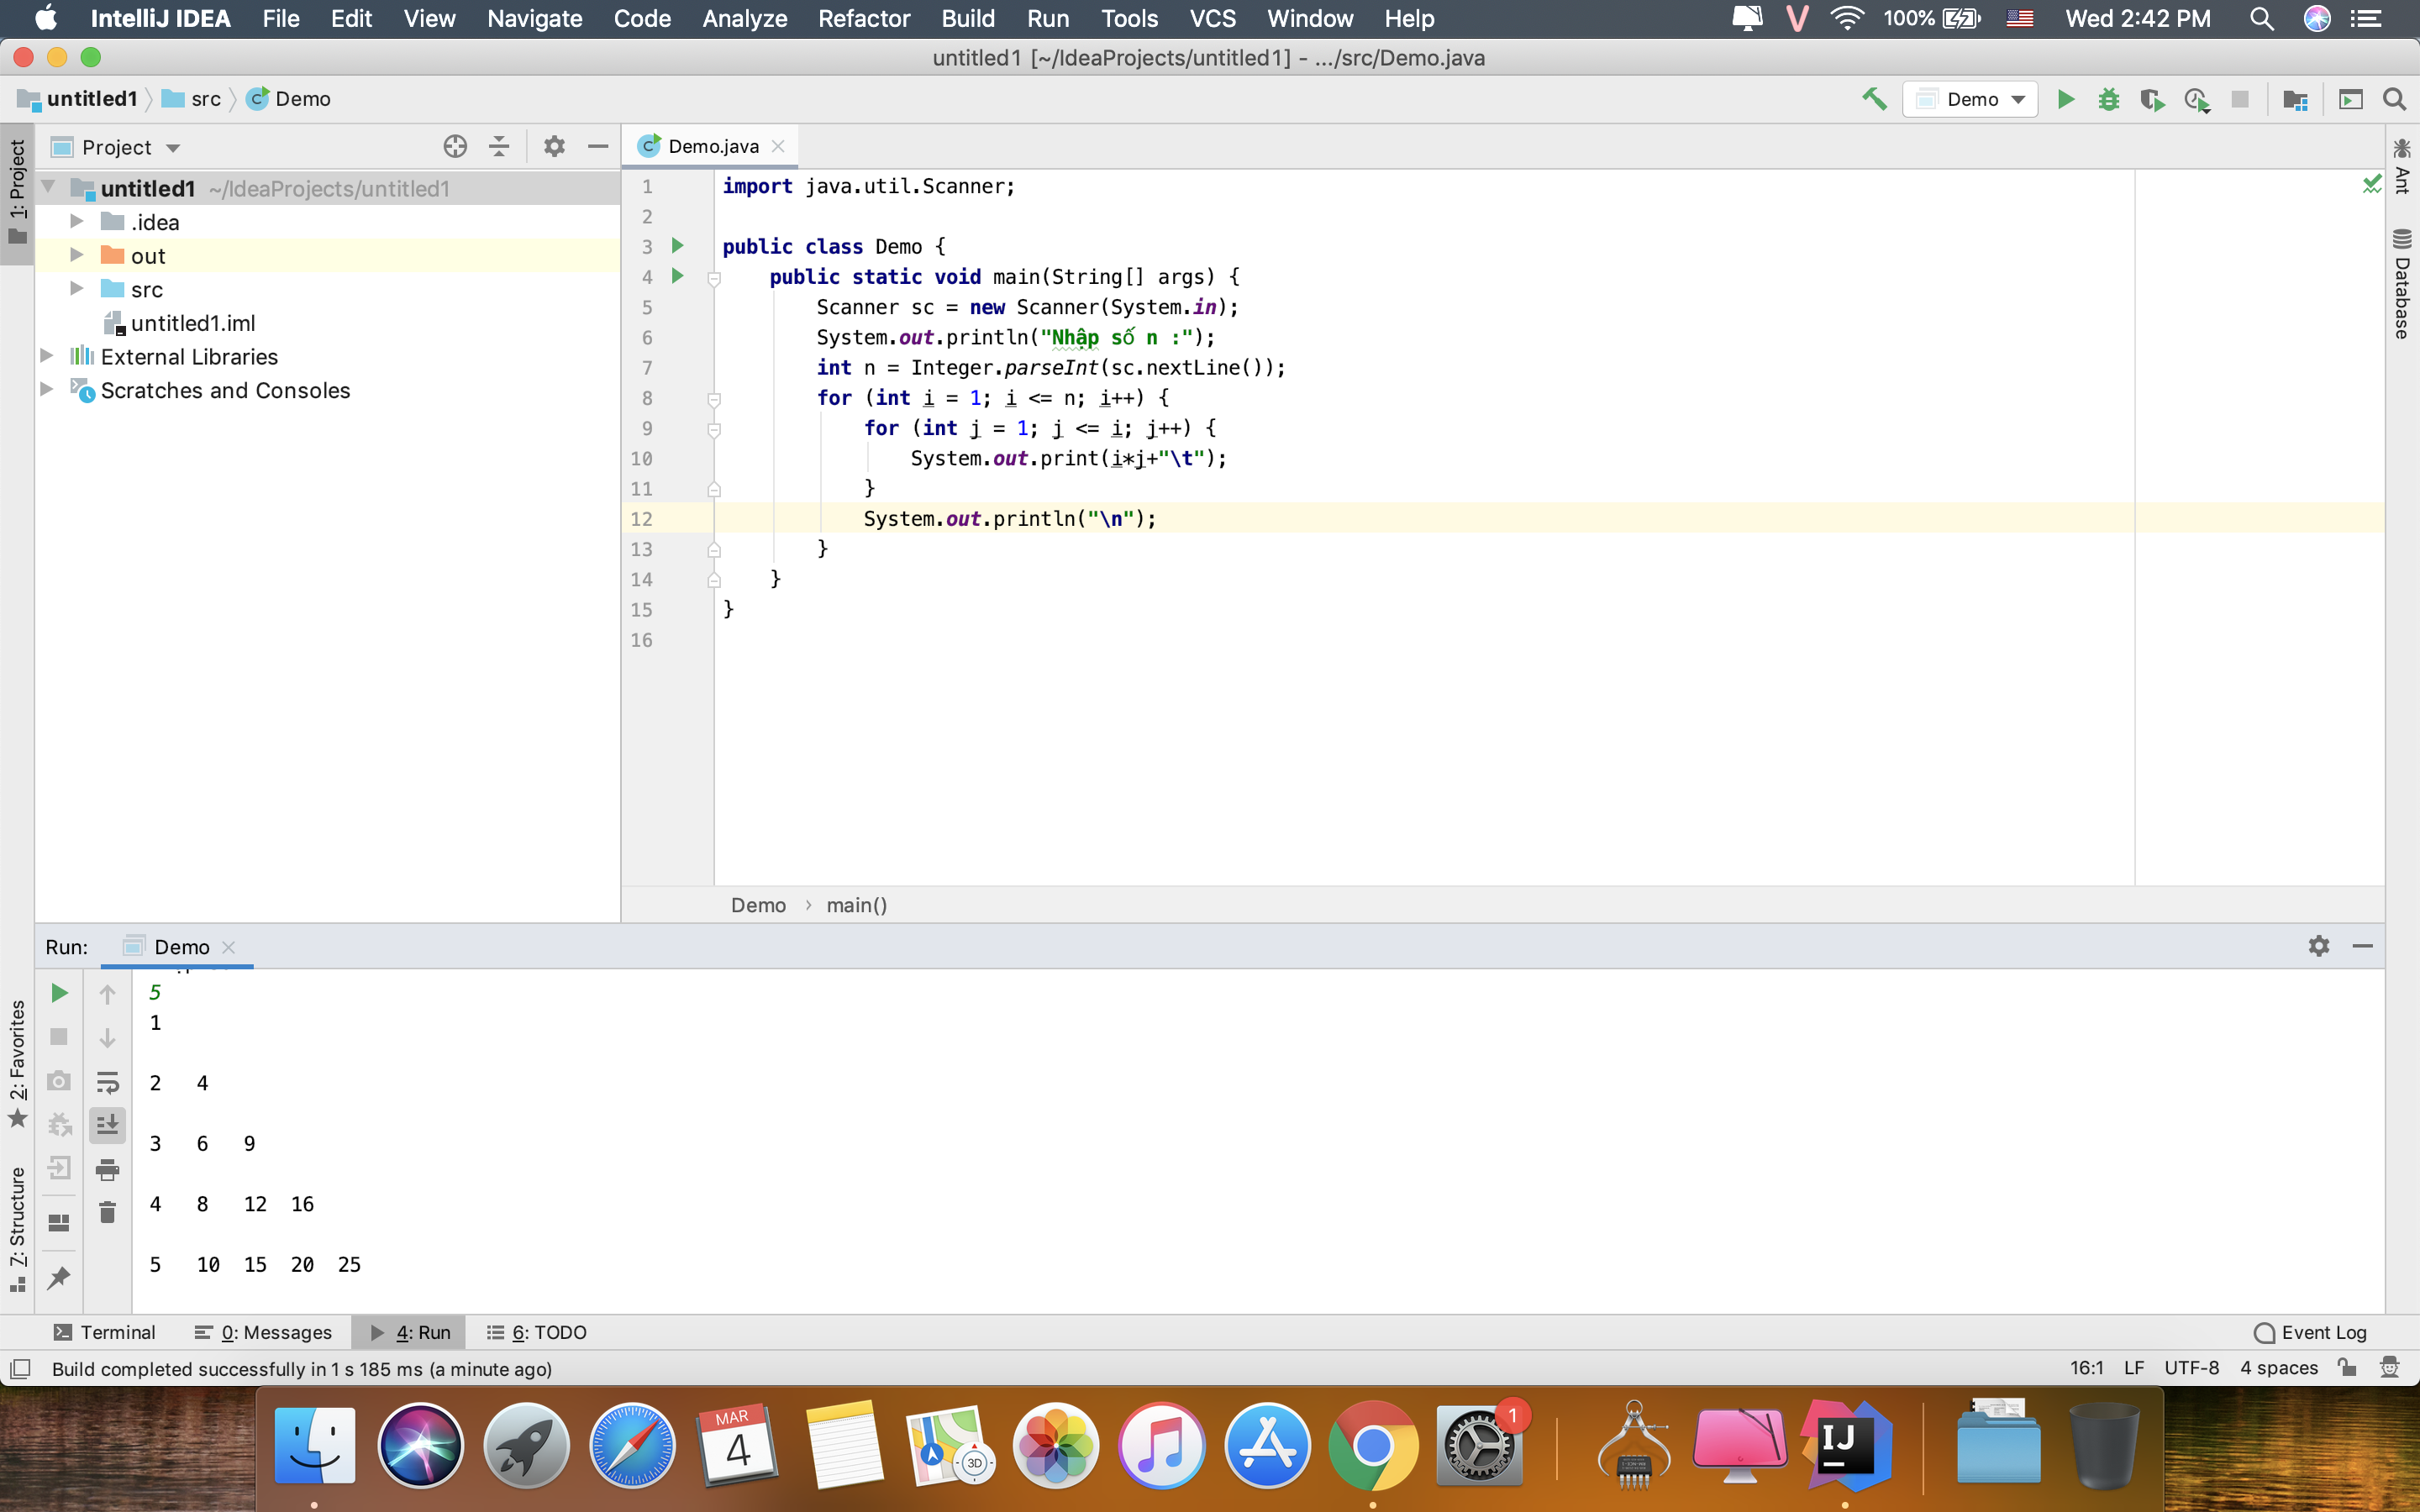 IntelliJ IDEA File Edit View Navigate Code Analyze Refactor Build Run Tools VCS Window Help 100% Wed 2:42 PM
untitled1 [~/IdeaProjects/untitled1] - .../src/Demo.java
untitled1 src Demo Demo
1: Project
Project
Demo.java
untitled1 ~/IdeaProjects/untitled1
.idea
out
src
untitled1.iml
External Libraries
Scratches and Consoles
1 import java.util.Scanner;
2
3 public class Demo {
4 public static void main(String[] args) {
5 Scanner sc = new Scanner(System.in);
6 System.out.println("Nhập số n :");
7 int n = Integer.parseInt(sc.nextLine());
8 for (int i = 1; i <= n; i++) {
9 for (int j = 1; j <= i; j++) {
10 System.out.print(i*j+"\t");
11 }
12 System.out.println("\n");
13 }
14 }
15 }
16
Ant
Database
Demo › main()
Run: Demo
5
1
2 4
3 6 9
4 8 12 16
5 10 15 20 25
2: Favorites
7: Structure
Terminal 0: Messages 4: Run 6: TODO Event Log
Build completed successfully in 1 s 185 ms (a minute ago) 16:1 LF UTF-8 4 spaces
MAR
4
3D
1
IJ